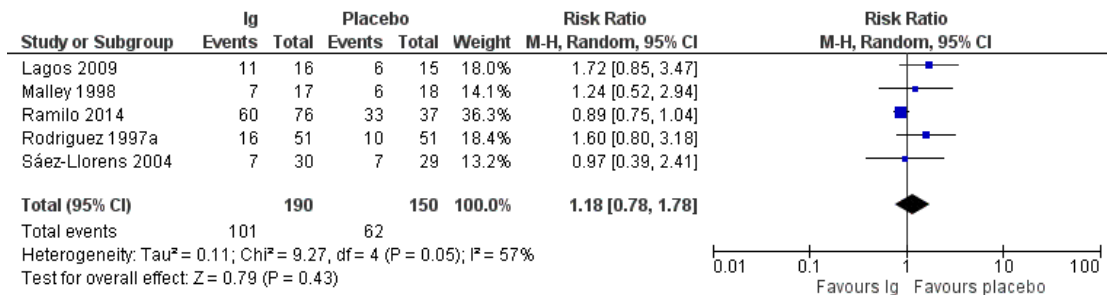 Ig Placebo Risk Ratio Risk Ratio
Study or Subgroup Events Total Events Total Weight M-H, Random, 95% CI M-H, Random, 95% CI
Lagos 2009 11 16 6 15 18.0% 1.72 [0.85, 3.47]
Malley 1998 7 17 6 18 14.1% 1.24 [0.52, 2.94]
Ramilo 2014 60 76 33 37 36.3% 0.89 [0.75, 1.04]
Rodriguez 1997a 16 51 10 51 18.4% 1.60 [0.80, 3.18]
Sáez-Llorens 2004 7 30 7 29 13.2% 0.97 [0.39, 2.41]
Total (95% CI) 190 150 100.0% 1.18 [0.78, 1.78]
Total events 101 62
Heterogeneity: Tau² = 0.11; Chi² = 9.27, df = 4 (P = 0.05); I² = 57%
Test for overall effect: Z = 0.79 (P = 0.43)
0.01 0.1 1 10 100
Favours Ig Favours placebo